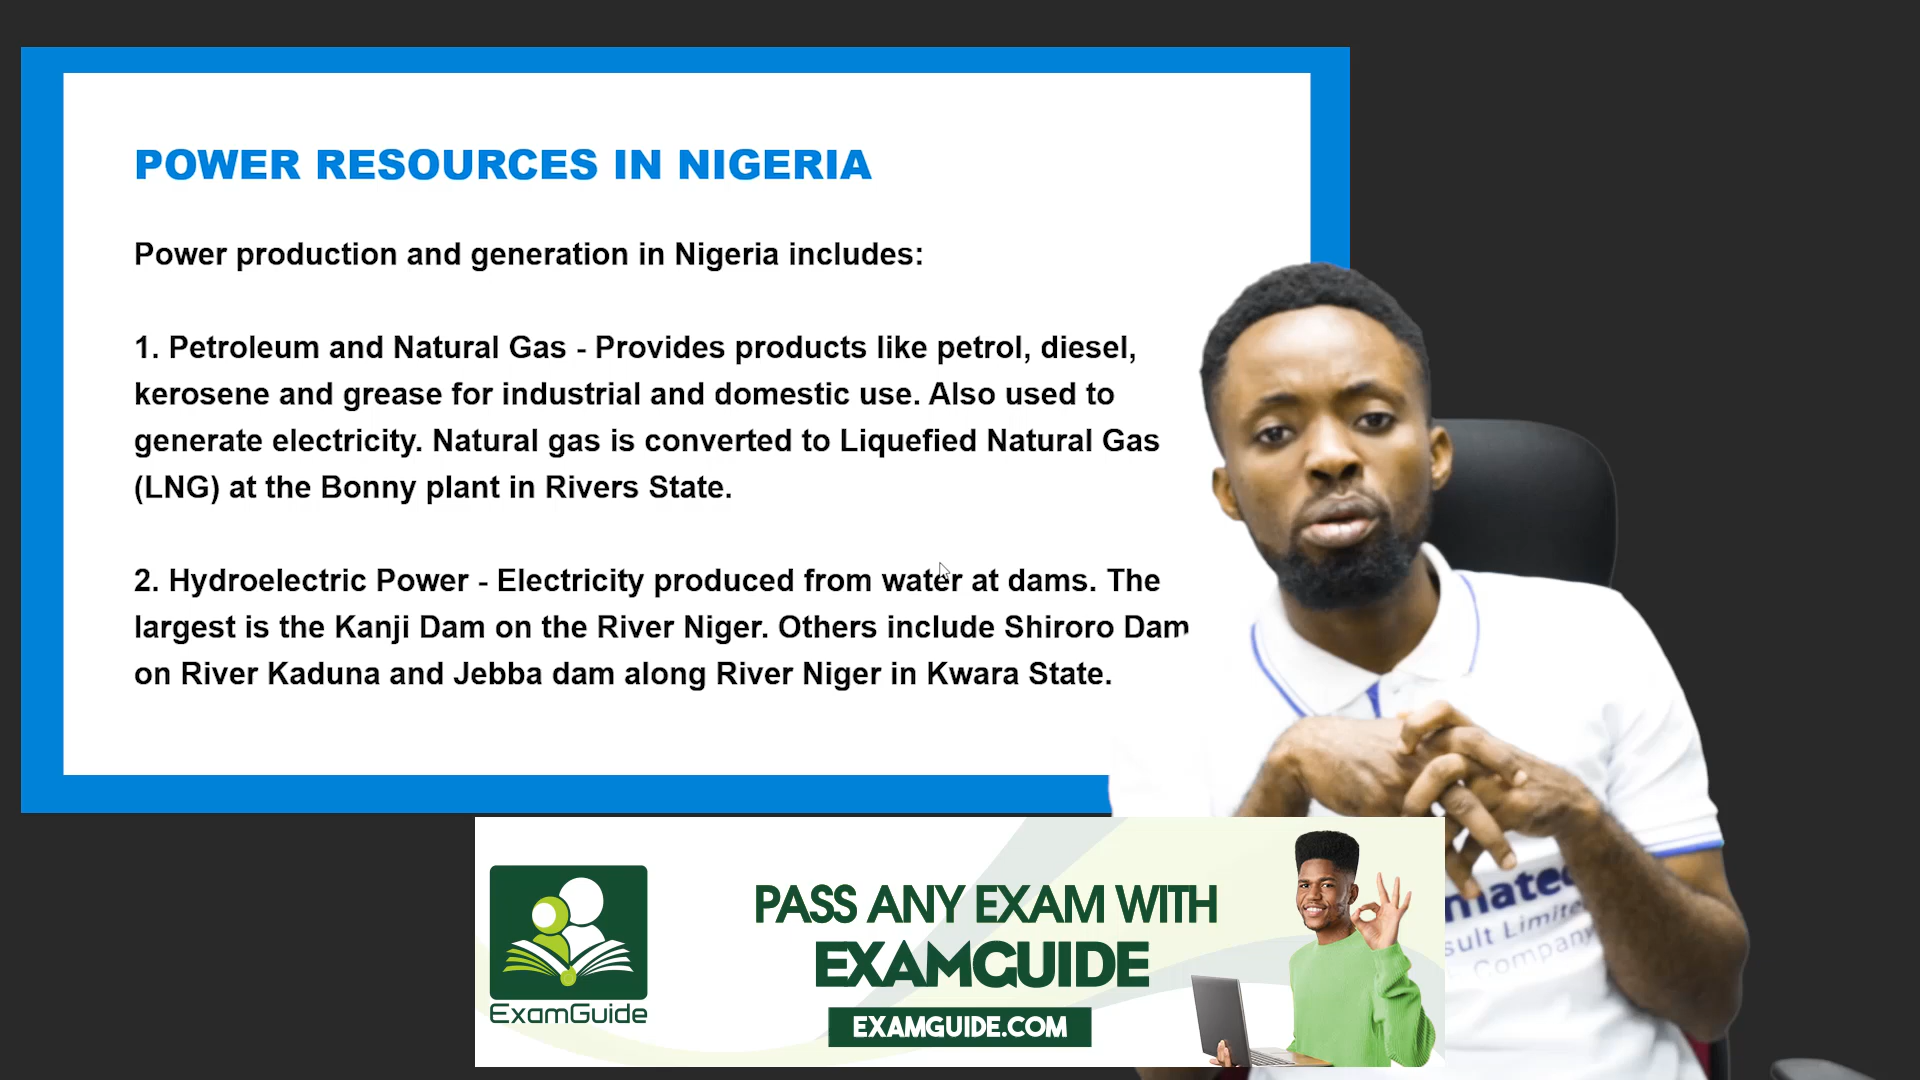 POWER RESOURCES IN NIGERIA
Power production and generation in Nigeria includes:
1. Petroleum and Natural Gas - Provides products like petrol, diesel,
kerosene and grease for industrial and domestic use. Also used to
generate electricity. Natural gas is converted to Liquefied Natural Gas
(LNG) at the Bonny plant in Rivers State.
2. Hydroelectric Power - Electricity produced from water at dams. The
largest is the Kanji Dam on the River Niger. Others include Shiroro Dam
on River Kaduna and Jebba dam along River Niger in Kwara State.
ExamGuide
PASS ANY EXAM WITH
EXAMGUIDE
EXAMGUIDE.COM
Company